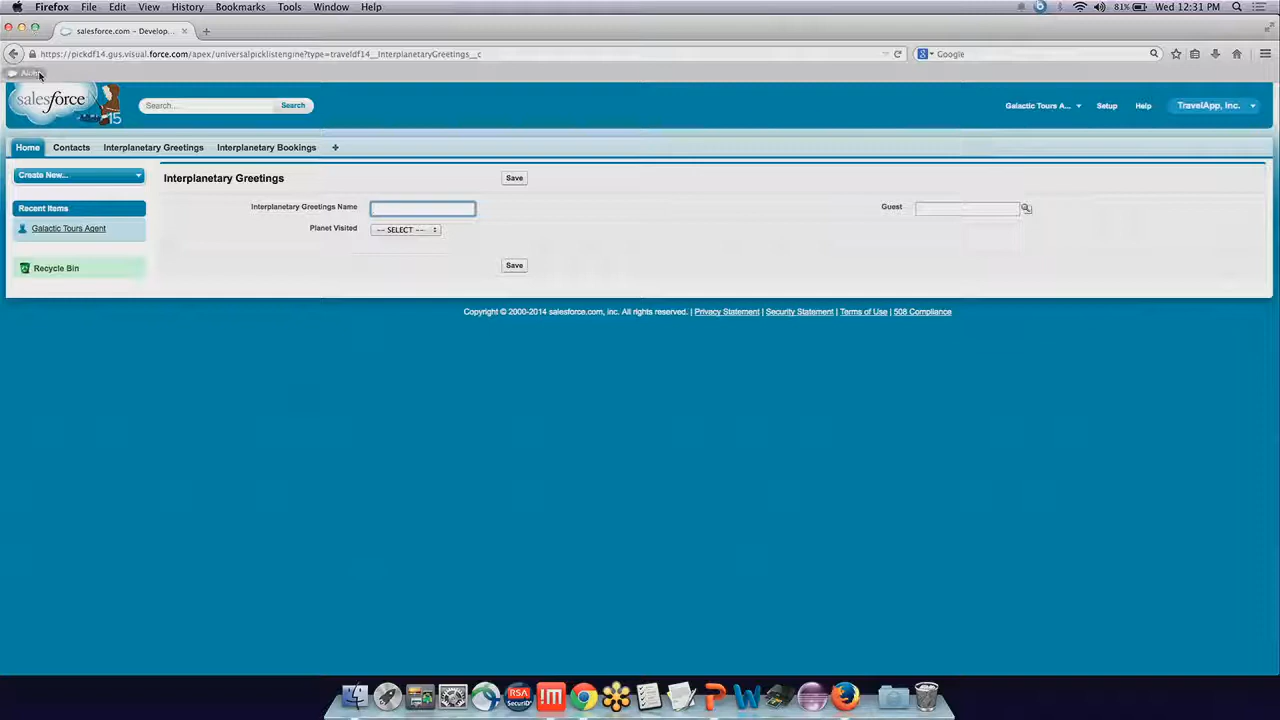 Firefox File Edit View History Bookmarks Tools Window Help 81% Wed 12:31 PM
salesforce.com – Develop...
https://pickdf14.gus.visual.force.com/apex/universalpicklistengine?type=traveldf14__InterplanetaryGreetings__c Google
salesforce Search... Search Galactic Tours A... Setup Help TravelApp, Inc.
15
Home Contacts Interplanetary Greetings Interplanetary Bookings
Create New... Interplanetary Greetings Save
Recent Items Interplanetary Greetings Name Guest
Galactic Tours Agent Planet Visited -- SELECT --
Recycle Bin Save
Copyright © 2000-2014 salesforce.com, inc. All rights reserved. | Privacy Statement | Security Statement | Terms of Use | 508 Compliance
RSA
SecurID